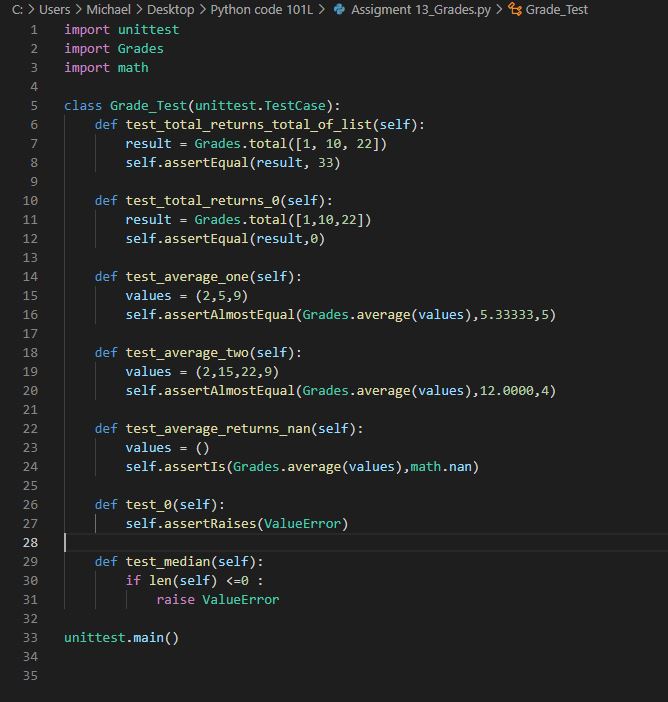 C: > Users > Michael > Desktop > Python code 101L > Assigment 13_Grades.py > Grade_Test
1 import unittest
2 import Grades
3 import math
4
5 class Grade_Test(unittest.TestCase):
6     def test_total_returns_total_of_list(self):
7         result = Grades.total([1, 10, 22])
8         self.assertEqual(result, 33)
9
10     def test_total_returns_0(self):
11         result = Grades.total([1,10,22])
12         self.assertEqual(result,0)
13
14     def test_average_one(self):
15         values = (2,5,9)
16         self.assertAlmostEqual(Grades.average(values),5.33333,5)
17
18     def test_average_two(self):
19         values = (2,15,22,9)
20         self.assertAlmostEqual(Grades.average(values),12.0000,4)
21
22     def test_average_returns_nan(self):
23         values = ()
24         self.assertIs(Grades.average(values),math.nan)
25
26     def test_0(self):
27         self.assertRaises(ValueError)
28
29     def test_median(self):
30         if len(self) <=0 :
31             raise ValueError
32
33 unittest.main()
34
35